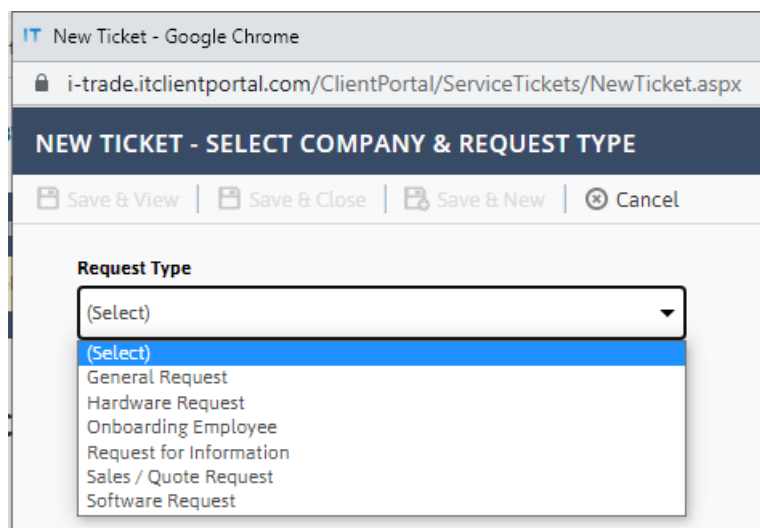 IT New Ticket - Google Chrome
i-trade.itclientportal.com/ClientPortal/ServiceTickets/NewTicket.aspx
NEW TICKET - SELECT COMPANY & REQUEST TYPE
Save & View | Save & Close | Save & New | Cancel
Request Type
(Select)
(Select)
General Request
Hardware Request
Onboarding Employee
Request for Information
Sales / Quote Request
Software Request